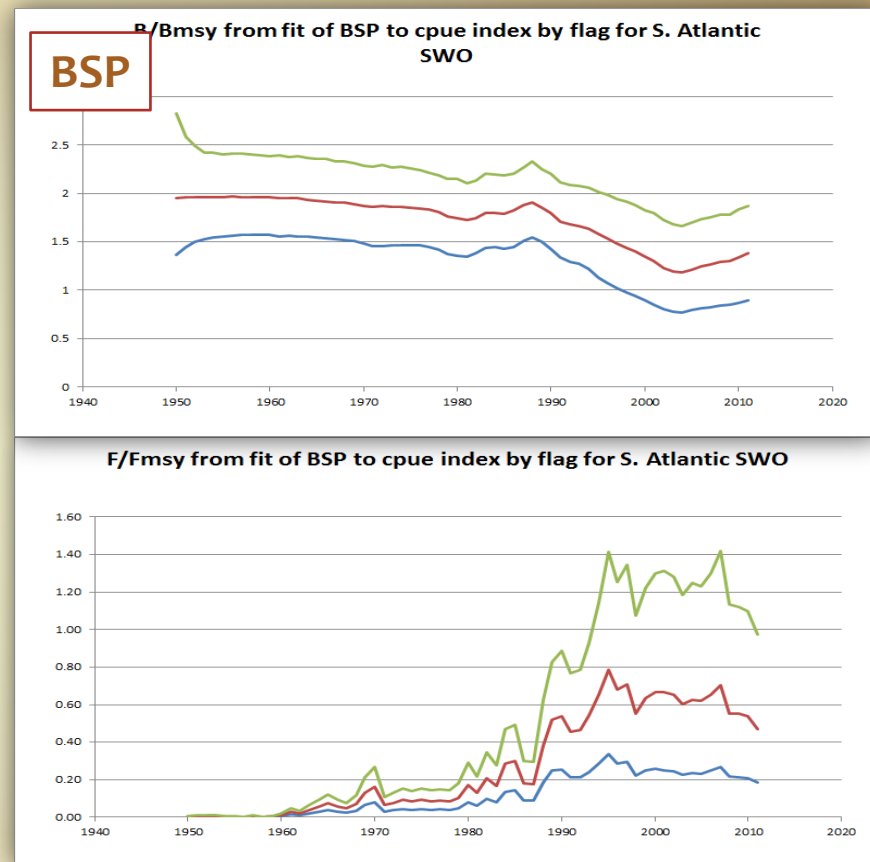 B/Bmsy from fit of BSP to cpue index by flag for S. Atlantic
SWO
BSP
2.5
2
1.5
1
0.5
0
1940 1950 1960 1970 1980 1990 2000 2010 2020
F/Fmsy from fit of BSP to cpue index by flag for S. Atlantic SWO
1.60
1.40
1.20
1.00
0.80
0.60
0.40
0.20
0.00
1940 1950 1960 1970 1980 1990 2000 2010 2020